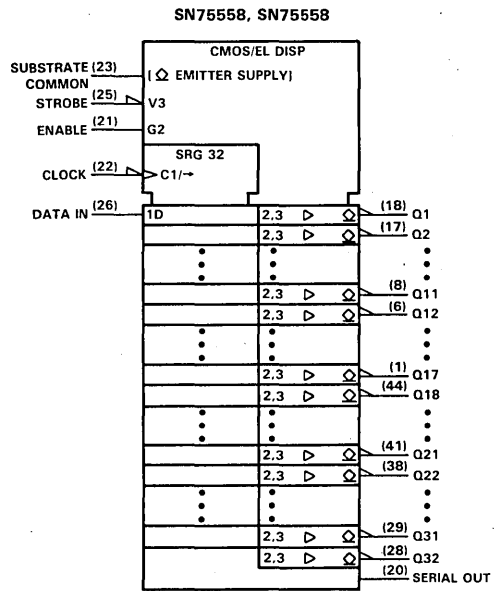 SN75558, SN75558
CMOS/EL DISP
SUBSTRATE (23)
COMMON
[ ◇ EMITTER SUPPLY]
STROBE (25) V3
ENABLE (21) G2
SRG 32
CLOCK (22) C1/→
DATA IN (26) 1D 2,3 ▷ ◇ (18) Q1
2,3 ▷ ◇ (17) Q2
2,3 ▷ ◇ (8) Q11
2,3 ▷ ◇ (6) Q12
2,3 ▷ ◇ (1) Q17
2,3 ▷ ◇ (44) Q18
2,3 ▷ ◇ (41) Q21
2,3 ▷ ◇ (38) Q22
2,3 ▷ ◇ (29) Q31
2,3 ▷ ◇ (28) Q32
(20) SERIAL OUT